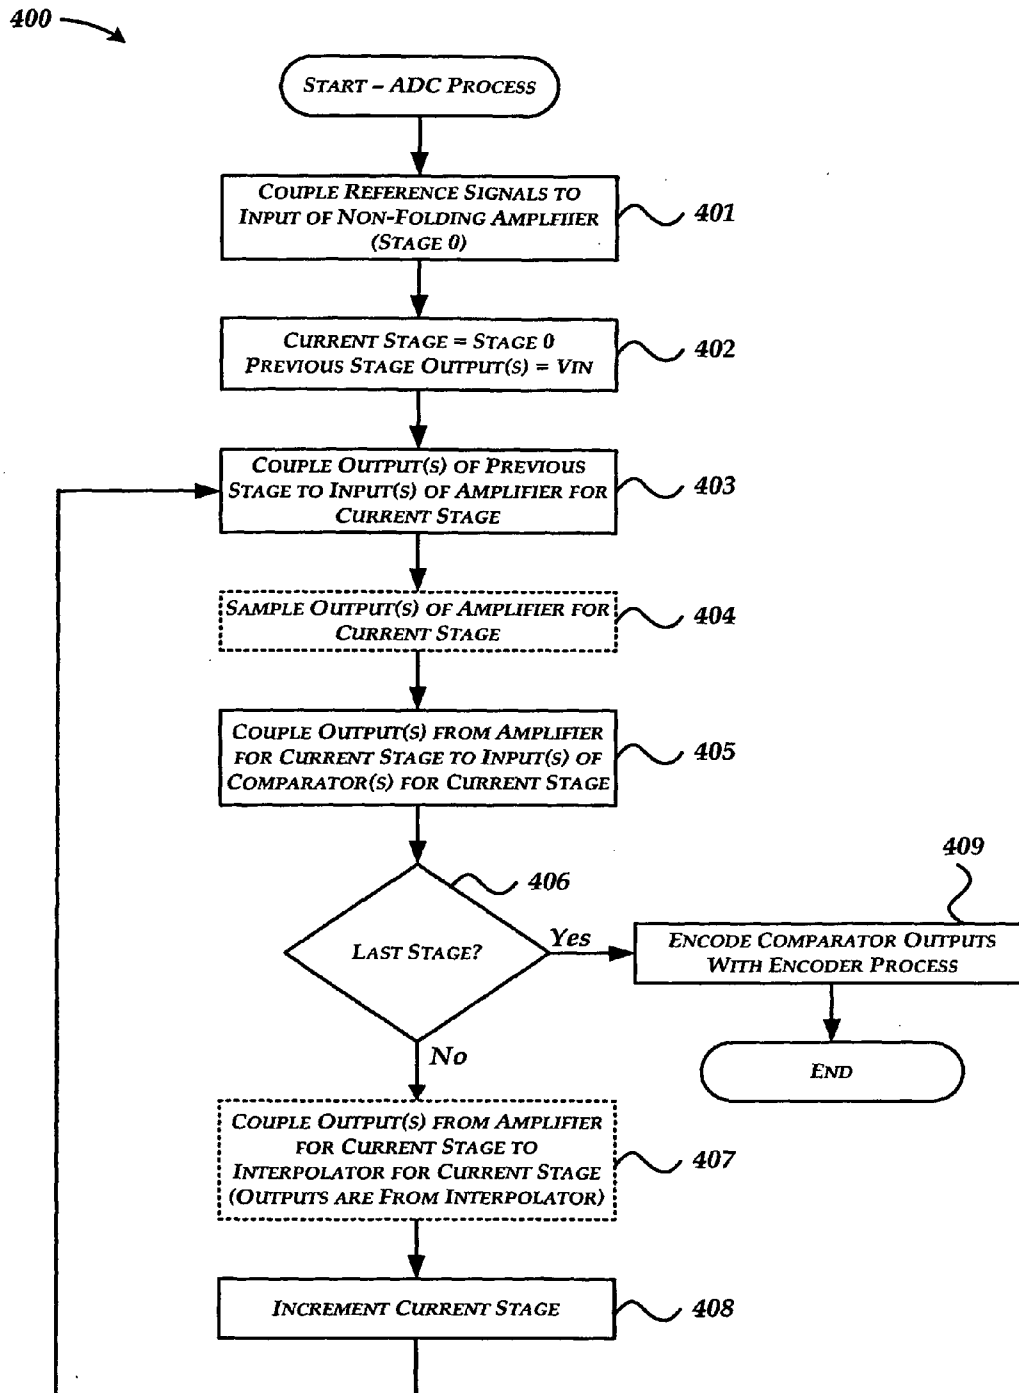 400
START – ADC PROCESS
COUPLE REFERENCE SIGNALS TO
INPUT OF NON-FOLDING AMPLFIIER
(STAGE 0)
401
CURRENT STAGE = STAGE 0
PREVIOUS STAGE OUTPUT(S) = VIN
402
COUPLE OUTPUT(S) OF PREVIOUS
STAGE TO INPUT(S) OF AMPLIFIER FOR
CURRENT STAGE
403
SAMPLE OUTPUT(S) OF AMPLIFIER FOR
CURRENT STAGE
404
COUPLE OUTPUT(S) FROM AMPLIFIER
FOR CURRENT STAGE TO INPUT(S) OF
COMPARATOR(S) FOR CURRENT STAGE
405
406
LAST STAGE?
Yes
No
409
ENCODE COMPARATOR OUTPUTS
WITH ENCODER PROCESS
END
COUPLE OUTPUT(S) FROM AMPLIFIER
FOR CURRENT STAGE TO
INTERPOLATOR FOR CURRENT STAGE
(OUTPUTS ARE FROM INTERPOLATOR)
407
INCREMENT CURRENT STAGE
408